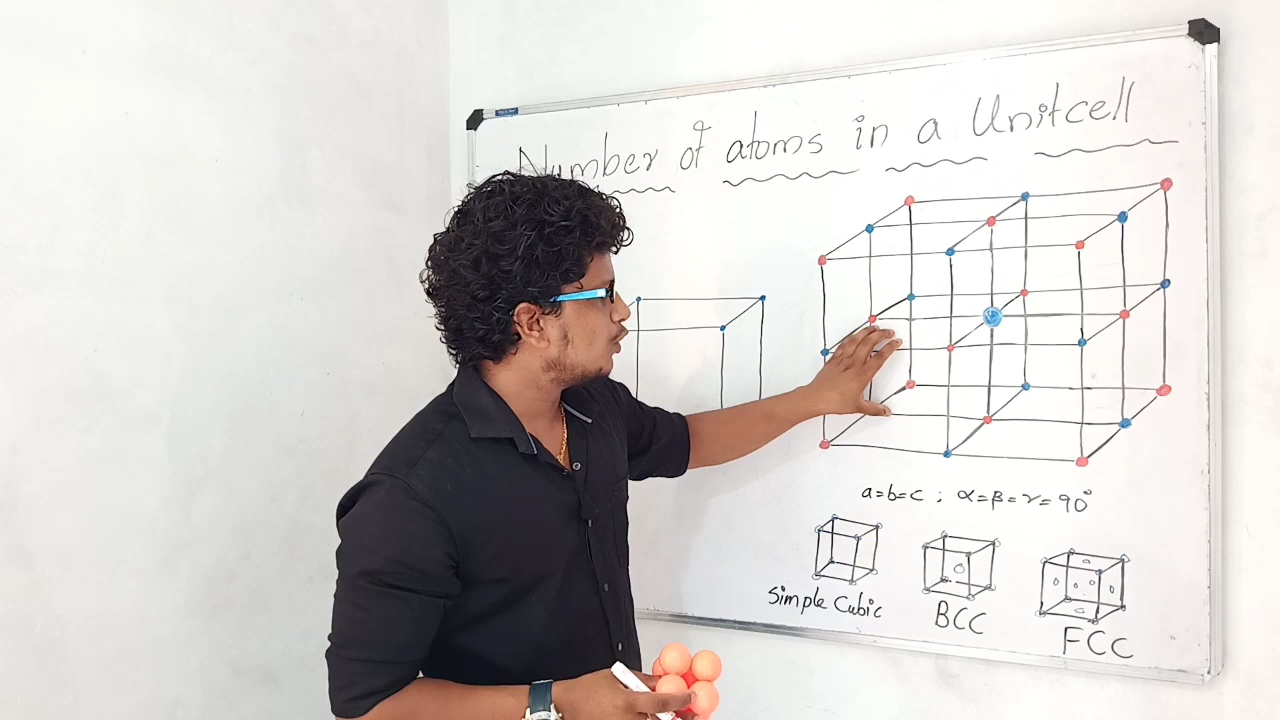 Number of atoms in a Unitcell
a=b=c ; α=β=γ=90°
Simple Cubic
BCC
FCC